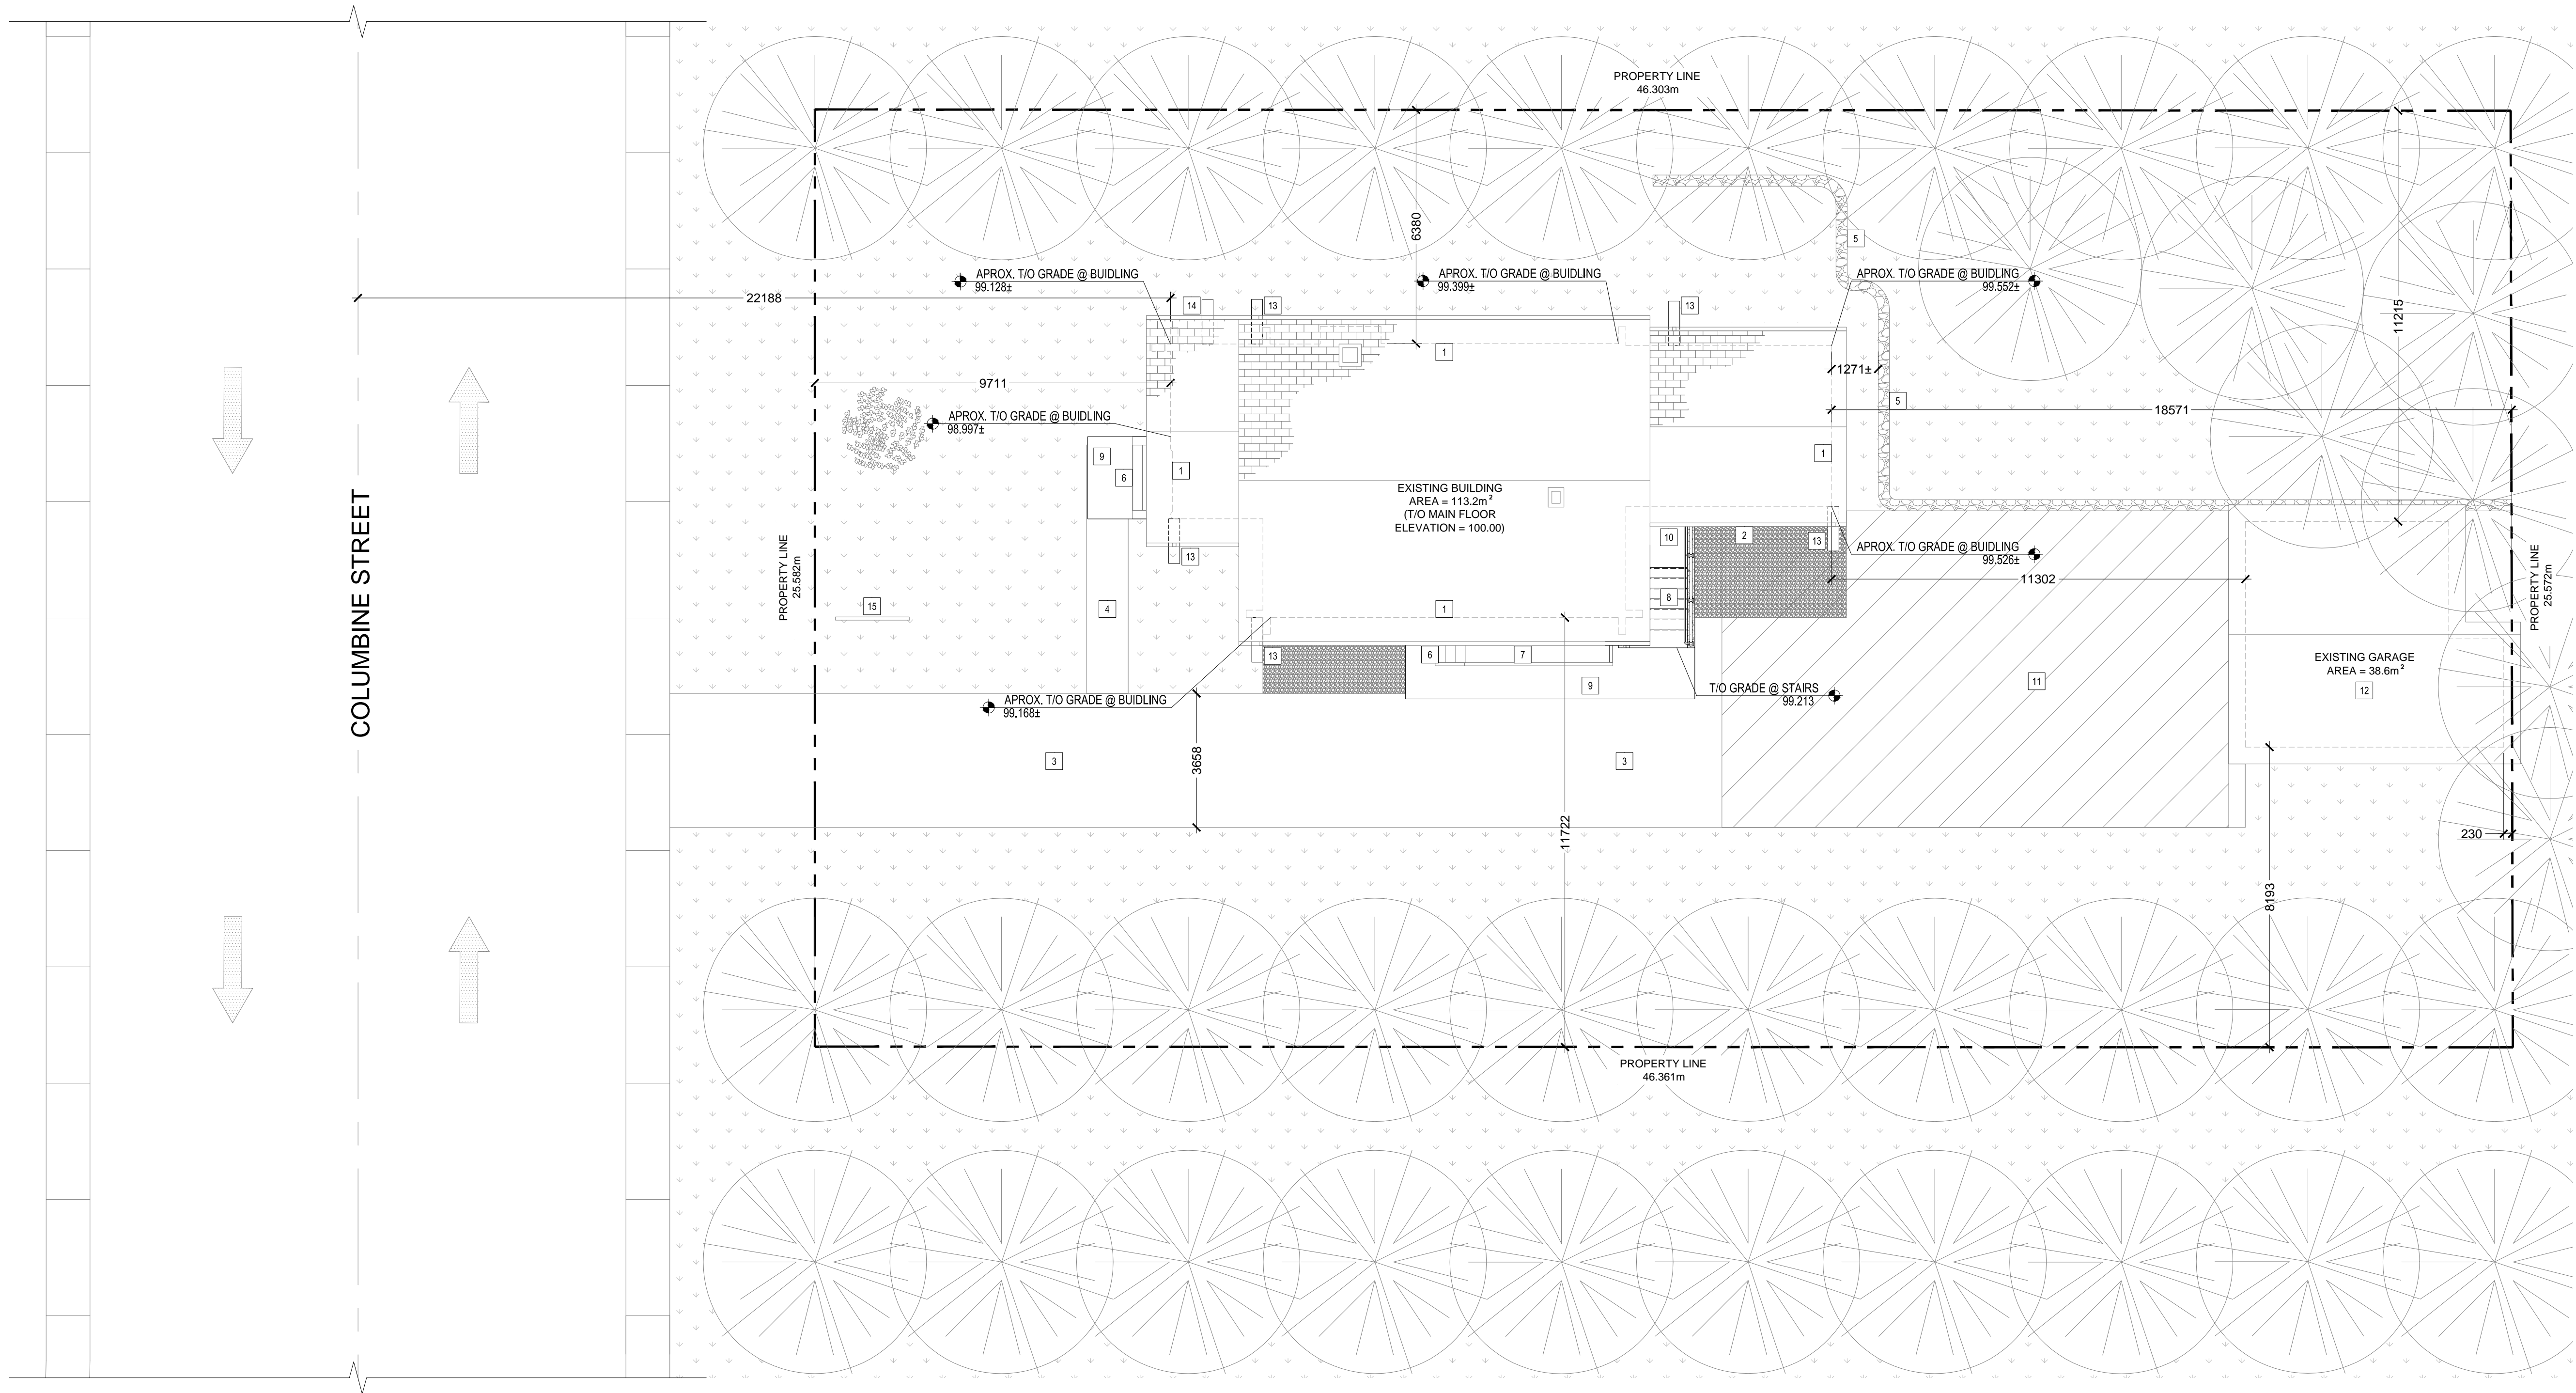 PROPERTY LINE
46.303m
6380
5
APROX. T/O GRADE @ BUIDLING
99.128±
APROX. T/O GRADE @ BUIDLING
99.399±
APROX. T/O GRADE @ BUIDLING
99.552±
22188
14
13
13
11215
1
1271±
9711
5
18571
APROX. T/O GRADE @ BUIDLING
98.997±
9
6
1
1
EXISTING BUILDING
AREA = 113.2m²
(T/O MAIN FLOOR
ELEVATION = 100.00)
COLUMBINE STREET
PROPERTY LINE
25.582m
13
10
2
13
APROX. T/O GRADE @ BUIDLING
99.526±
11302
PROPERTY LINE
25.572m
15
4
1
8
13
6
7
9
EXISTING GARAGE
AREA = 38.6m²
12
11
T/O GRADE @ STAIRS
99.213
APROX. T/O GRADE @ BUIDLING
99.168±
3
3658
3
11722
230
8193
PROPERTY LINE
46.361m